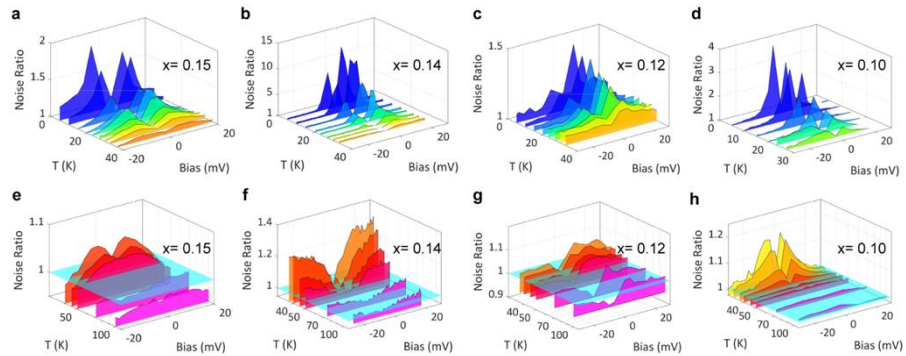 a
b
c
d
2
1.5
1
Noise Ratio
x= 0.15
0
20
40
T (K)
-20
0
20
Bias (mV)
15
10
5
1
Noise Ratio
x= 0.14
0
20
40
T (K)
-20
0
20
Bias (mV)
1.5
1
Noise Ratio
x= 0.12
0
20
40
T (K)
-20
0
20
Bias (mV)
4
3
2
1
Noise Ratio
x= 0.10
0
10
20
30
T (K)
-20
0
20
Bias (mV)
e
f
g
h
1.1
1
Noise Ratio
x= 0.15
50
100
T (K)
-20
0
20
Bias (mV)
1.4
1.2
1
Noise Ratio
x= 0.14
40
50
70
100
T (K)
-20
0
20
Bias (mV)
1.1
1
0.9
Noise Ratio
x= 0.12
40
50
70
100
T (K)
-20
0
20
Bias (mV)
1.2
1.1
1
Noise Ratio
x= 0.10
40
50
70
100
T (K)
-20
0
20
Bias (mV)